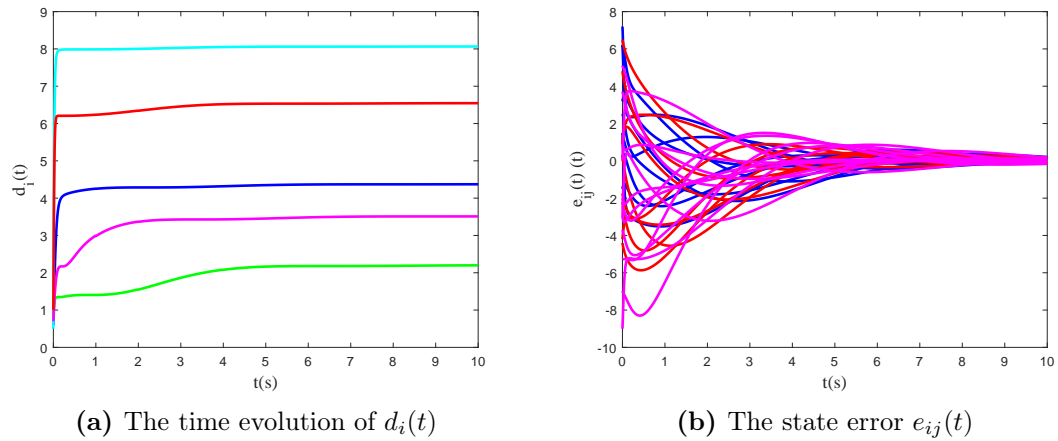 9
8
7
6
5
4
3
2
1
0
d_i(t)
0 1 2 3 4 5 6 7 8 9 10
t(s)
(a) The time evolution of d_i(t)
8
6
4
2
0
-2
-4
-6
-8
-10
e_ij(t) (t)
0 1 2 3 4 5 6 7 8 9 10
t(s)
(b) The state error e_ij(t)